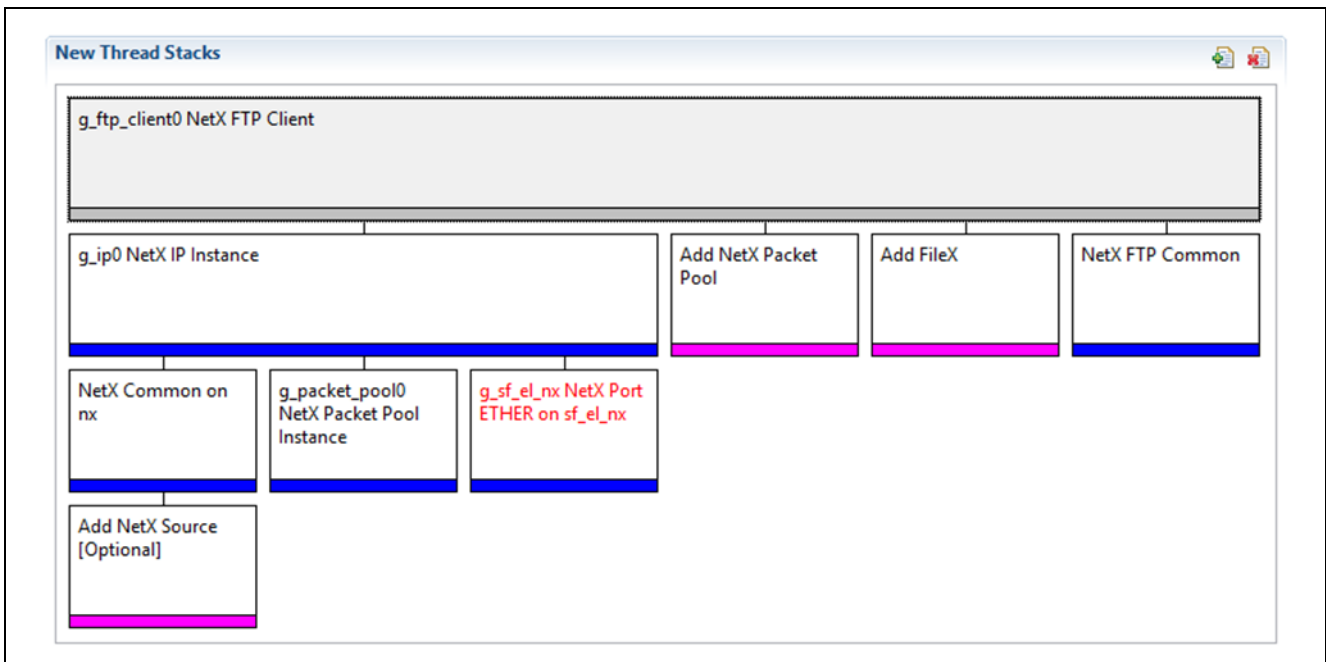 New Thread Stacks
g_ftp_client0 NetX FTP Client
g_ip0 NetX IP Instance
Add NetX Packet
Pool
Add FileX
NetX FTP Common
NetX Common on
nx
g_packet_pool0
NetX Packet Pool
Instance
g_sf_el_nx NetX Port
ETHER on sf_el_nx
Add NetX Source
[Optional]